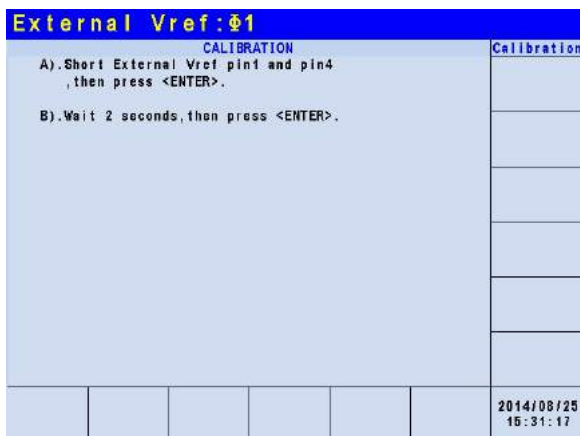 External Vref:Φ1
CALIBRATION
Calibration
A).Short External Vref pin1 and pin4
,then press <ENTER>.
B).Wait 2 seconds,then press <ENTER>.
2014/08/25
15:31:17